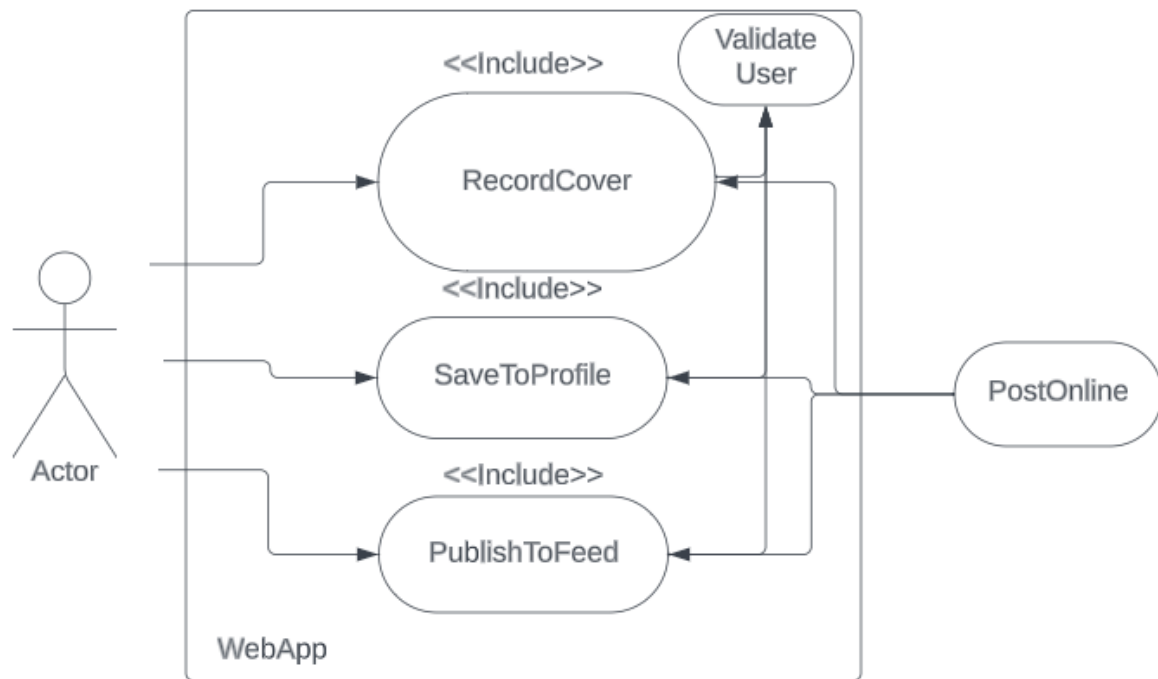 Validate
User
<<Include>>
RecordCover
<<Include>>
SaveToProfile
PostOnline
Actor
<<Include>>
PublishToFeed
WebApp